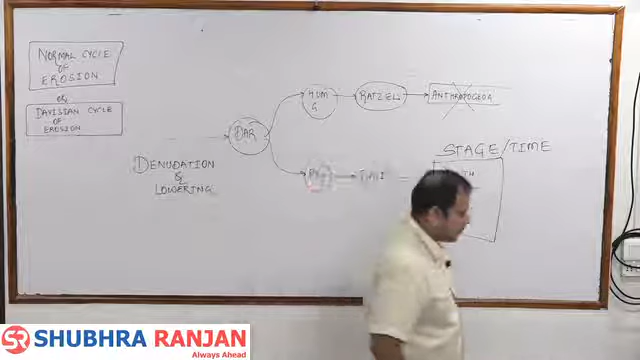 NORMAL CYCLE
OF
EROSION
OR
DAVISIAN CYCLE
OF
EROSION
DENUDATION
&
LOWERING
DAR
HUM
G
RATZEL
ANTHROPOGEOG
STAGE/TIME
SR SHUBHRA RANJAN
Always Ahead